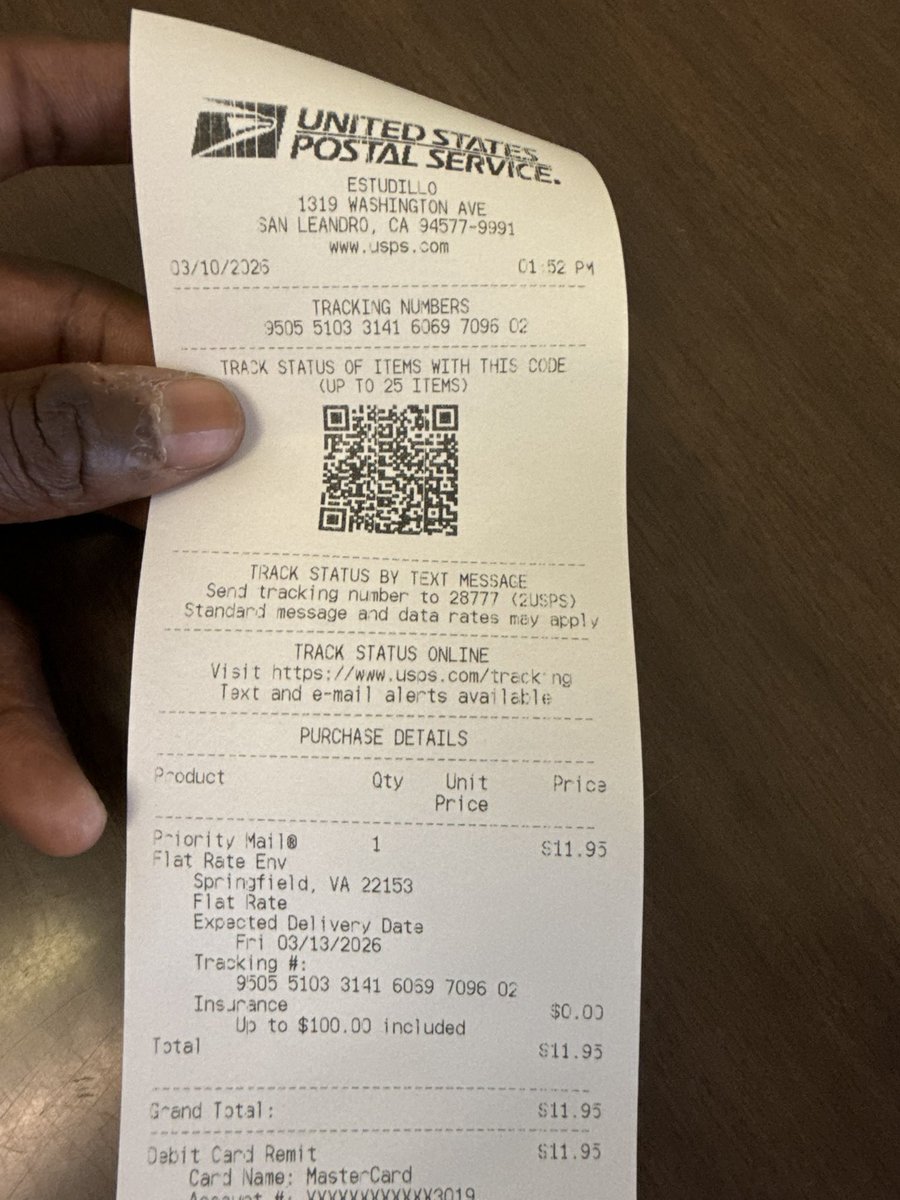 UNITED STATES
POSTAL SERVICE.
ESTUDILLO
1319 WASHINGTON AVE
SAN LEANDRO, CA 94577-9991
www.usps.com
03/10/2026 01:52 PM
TRACKING NUMBERS
9505 5103 3141 6069 7096 02
TRACK STATUS OF ITEMS WITH THIS CODE
(UP TO 25 ITEMS)
TRACK STATUS BY TEXT MESSAGE
Send tracking number to 28777 (2USPS)
Standard message and data rates may apply
TRACK STATUS ONLINE
Visit https://www.usps.com/tracking
Text and e-mail alerts available
PURCHASE DETAILS
Product Qty Unit Price
Price
Priority Mail® 1 $11.95
Flat Rate Env
Springfield, VA 22153
Flat Rate
Expected Delivery Date
Fri 03/13/2026
Tracking #:
9505 5103 3141 6069 7096 02
Insurance $0.00
Up to $100.00 included
Total $11.95
Grand Total: $11.95
Debit Card Remit $11.95
Card Name: MasterCard
Account #: XXXXXXXXXXXX3019